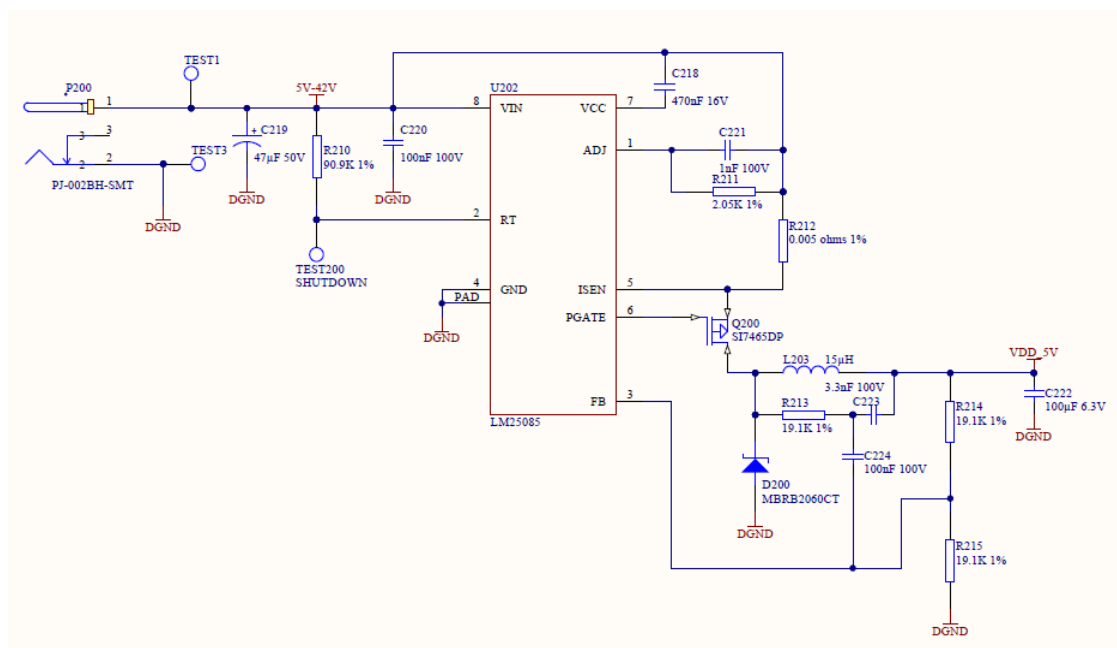 TEST1
P200
1
1
3
3
2
2
PJ-002BH-SMT
TEST3
DGND
+ C219
47µF 50V
DGND
5V-42V
R210
90.9K 1%
C220
100nF 100V
DGND
TEST200
SHUTDOWN
U202
8 VIN
VCC 7
ADJ 1
2 RT
4 GND
PAD
DGND
ISEN 5
PGATE 6
FB 3
LM25085
C218
470nF 16V
C221
1nF 100V
R211
2.05K 1%
R212
0.005 ohms 1%
Q200
SI7465DP
L203 15µH
3.3nF 100V
R213
C223
19.1K 1%
C224
100nF 100V
D200
MBRB2060CT
DGND
VDD_5V
R214
19.1K 1%
C222
100µF 6.3V
DGND
R215
19.1K 1%
DGND